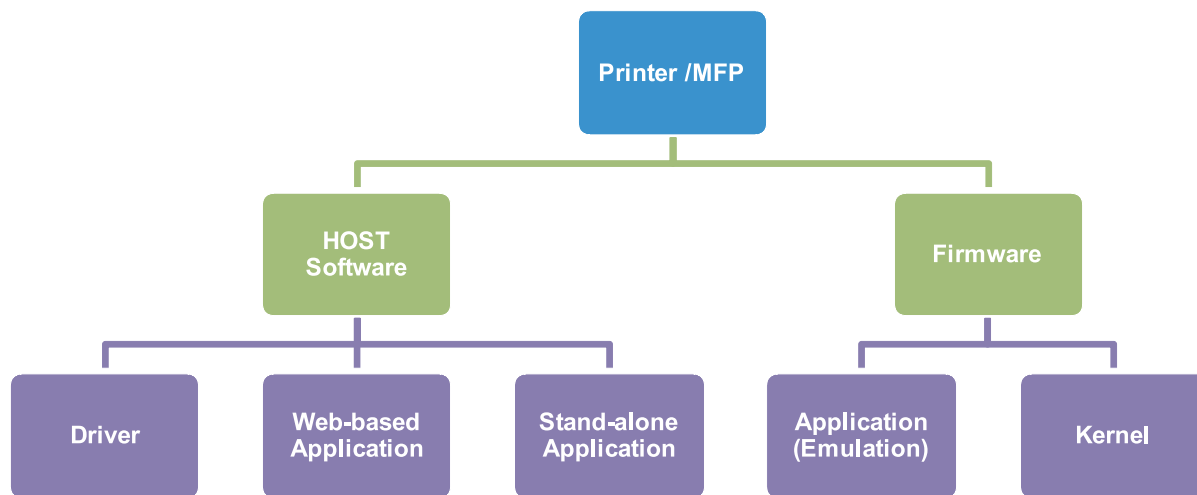 Printer /MFP
HOST
Software
Firmware
Driver
Web-based
Application
Stand-alone
Application
Application
(Emulation)
Kernel